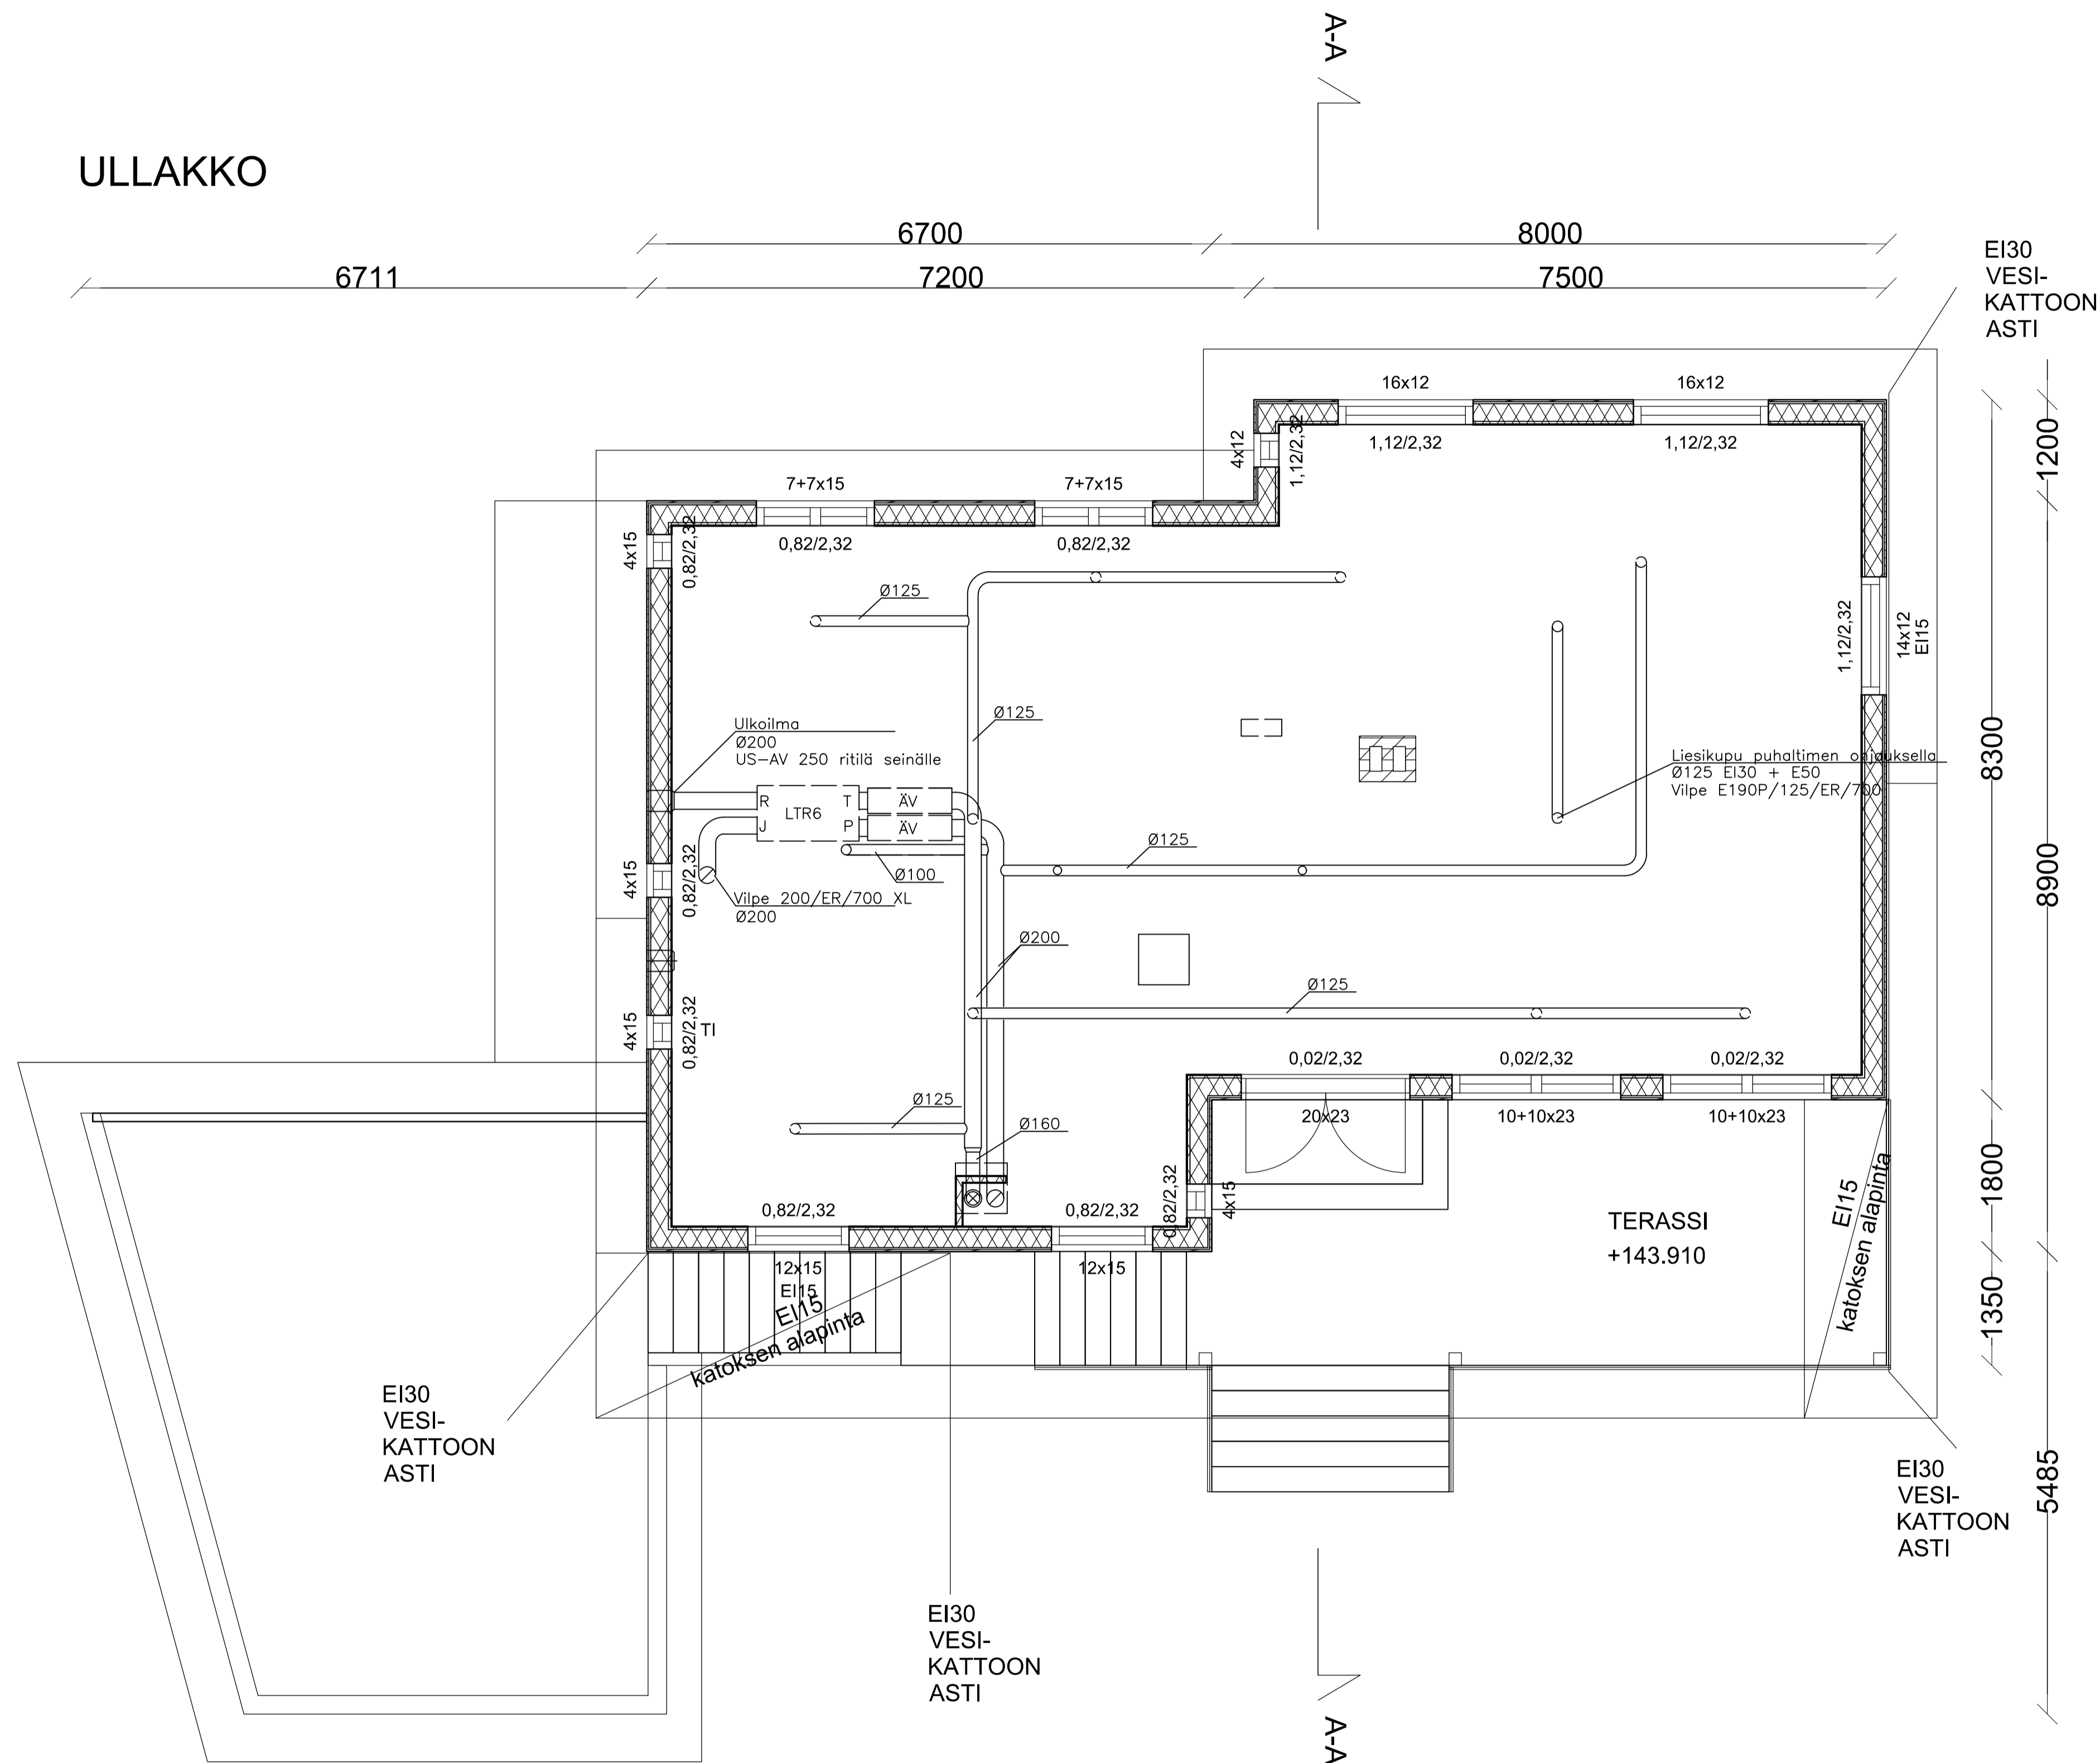 A-A
ULLAKKO
6700
8000
6711
7200
7500
EI30
VESI-
KATTOON
ASTI
16x12
16x12
1,12/2,32
1,12/2,32
4x12
1,12/2,32
1200
7+7x15
7+7x15
0,82/2,32
0,82/2,32
4x15
0,82/2,32
Ø125
1,12/2,32
14x12
EI15
Ø125
Ulkoilma
Ø200
US-AV 250 ritilä seinälle
8300
Liesikupu puhaltimen ohjauksella
Ø125 EI30 + E50
Vilpe E190P/125/ER/700
R
T
ÄV
LTR6
J
P
ÄV
Ø125
8900
4x15
0,82/2,32
Ø100
Vilpe 200/ER/700 XL
Ø200
Ø200
Ø125
4x15
0,82/2,32
TI
0,02/2,32
0,02/2,32
0,02/2,32
Ø125
20x23
10+10x23
10+10x23
Ø160
0,82/2,32
0,82/2,32
0,82/2,32
4x15
1800
TERASSI
+143.910
EI15
katoksen alapinta
12x15
EI15
12x15
EI15
katoksen alapinta
1350
EI30
VESI-
KATTOON
ASTI
5485
EI30
VESI-
KATTOON
ASTI
EI30
VESI-
KATTOON
ASTI
A-A